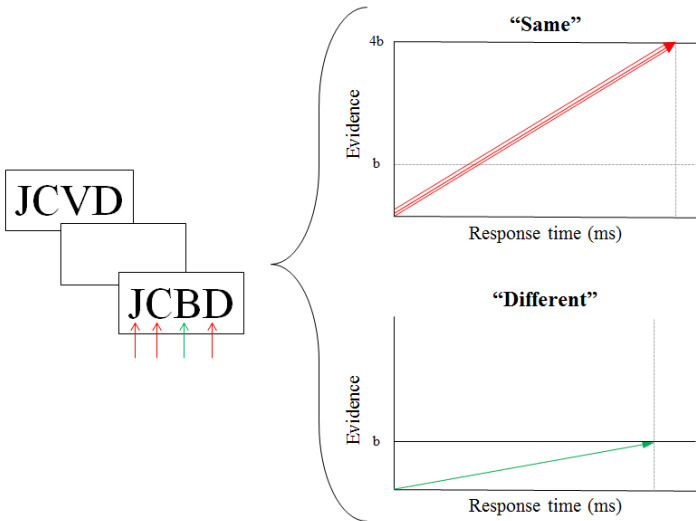 JCVD
JCBD
“Same”
4b
b
Evidence
Response time (ms)
“Different”
b
Evidence
Response time (ms)